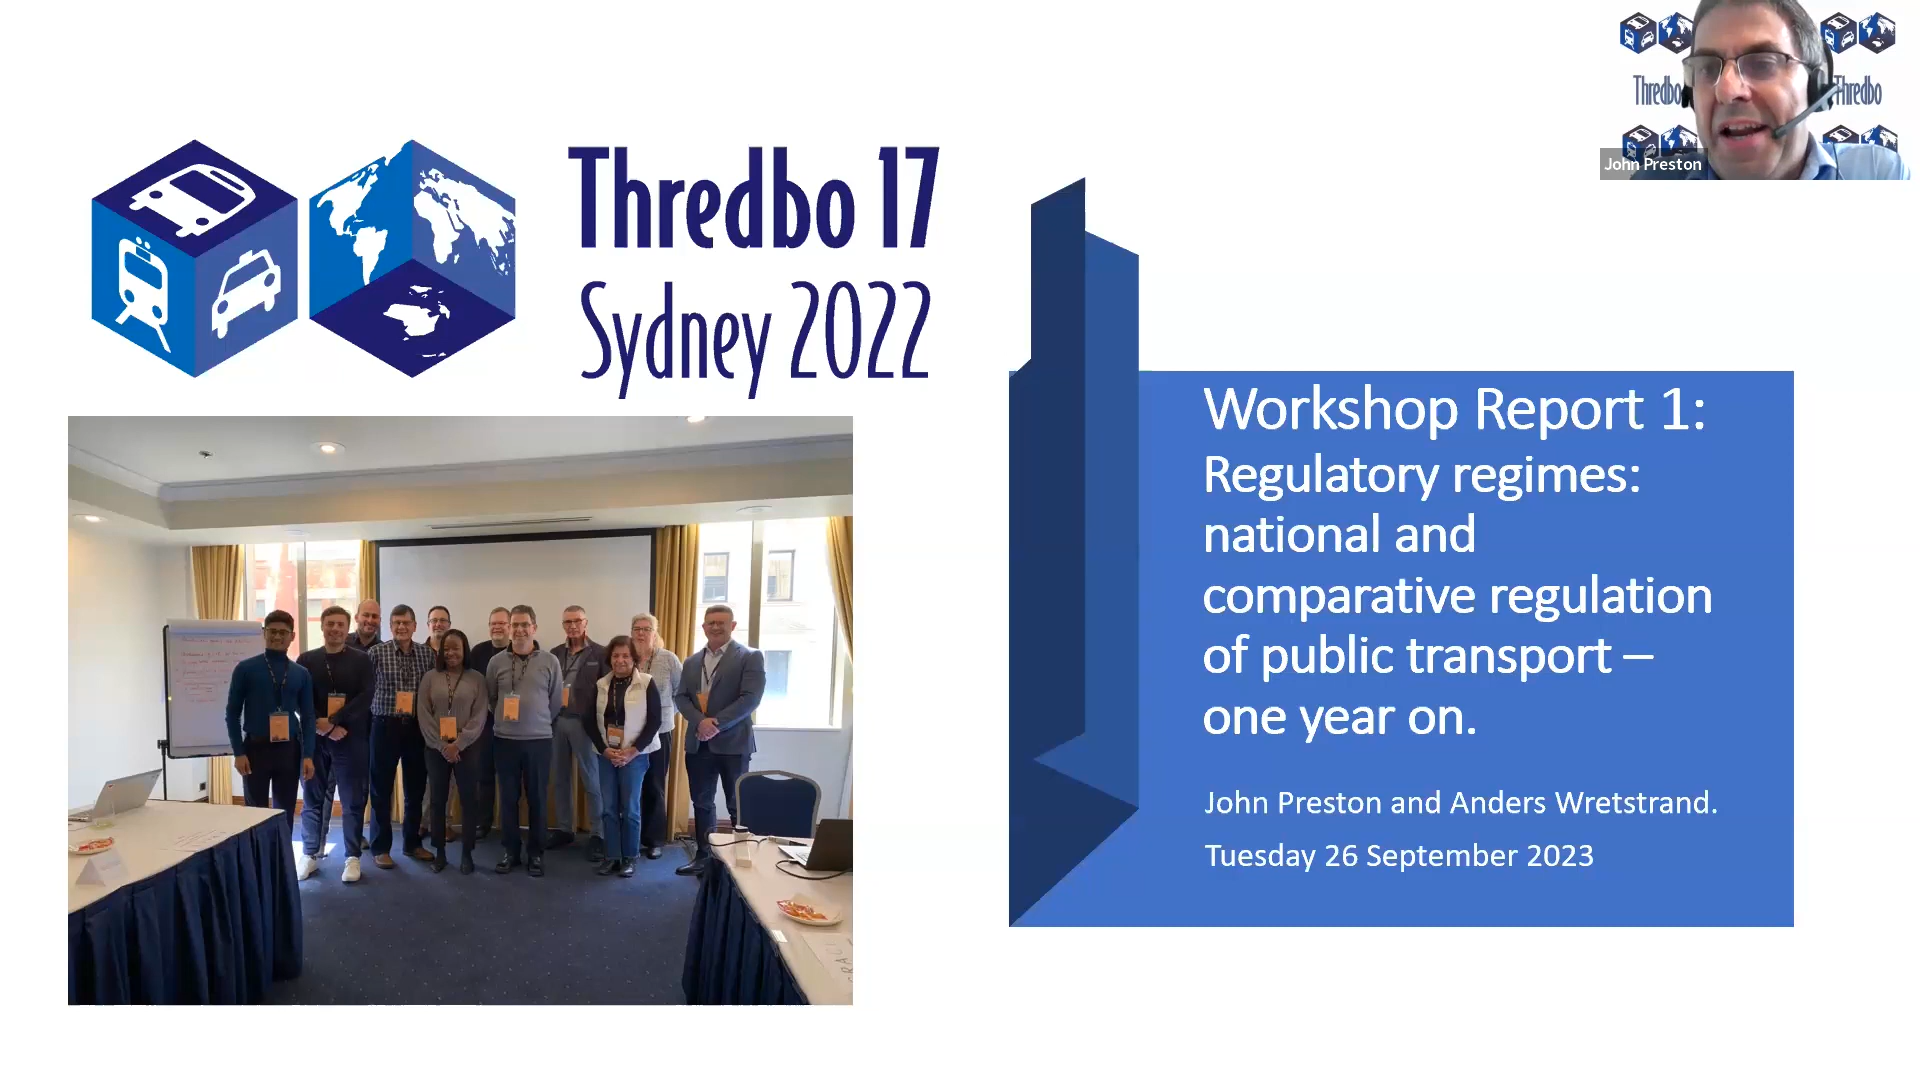 Thredbo 17
Sydney 2022
Thredbo
Thredbo
John Preston
Workshop Report 1:
Regulatory regimes:
national and
comparative regulation
of public transport –
one year on.
John Preston and Anders Wretstrand.
Tuesday 26 September 2023